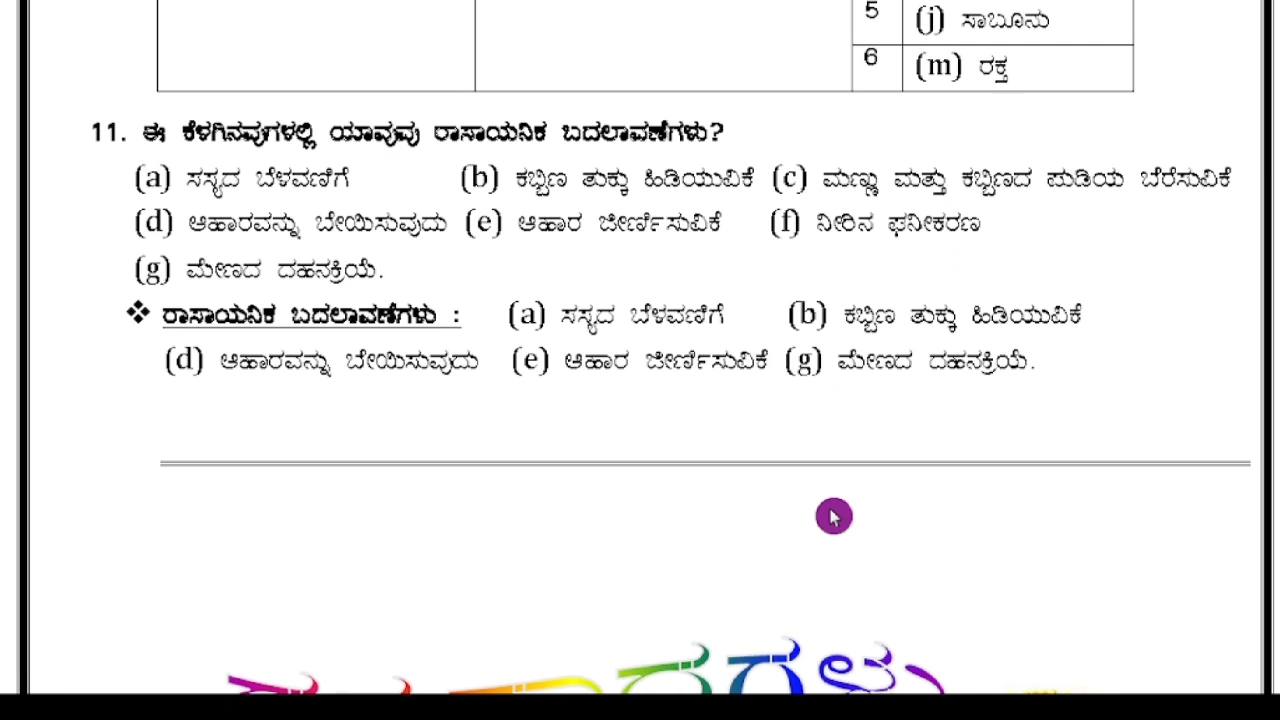 5 (j) ಸಾಬೂನು
6 (m) ರಕ್ತ
11. ಈ ಕೆಳಗಿನವುಗಳಲ್ಲಿ ಯಾವುವು ರಾಸಾಯನಿಕ ಬದಲಾವಣೆಗಳು?
(a) ಸಸ್ಯದ ಬೆಳವಣಿಗೆ (b) ಕಬ್ಬಿಣ ತುಕ್ಕು ಹಿಡಿಯುವಿಕೆ (c) ಮಣ್ಣು ಮತ್ತು ಕಬ್ಬಿಣದ ಪುಡಿಯ ಬೆರೆಸುವಿಕೆ
(d) ಆಹಾರವನ್ನು ಬೇಯಿಸುವುದು (e) ಆಹಾರ ಜೀರ್ಣಿಸುವಿಕೆ (f) ನೀರಿನ ಘನೀಕರಣ
(g) ಮೇಣದ ದಹನಕ್ರಿಯೆ.
❖ ರಾಸಾಯನಿಕ ಬದಲಾವಣೆಗಳು : (a) ಸಸ್ಯದ ಬೆಳವಣಿಗೆ (b) ಕಬ್ಬಿಣ ತುಕ್ಕು ಹಿಡಿಯುವಿಕೆ
(d) ಆಹಾರವನ್ನು ಬೇಯಿಸುವುದು (e) ಆಹಾರ ಜೀರ್ಣಿಸುವಿಕೆ (g) ಮೇಣದ ದಹನಕ್ರಿಯೆ.